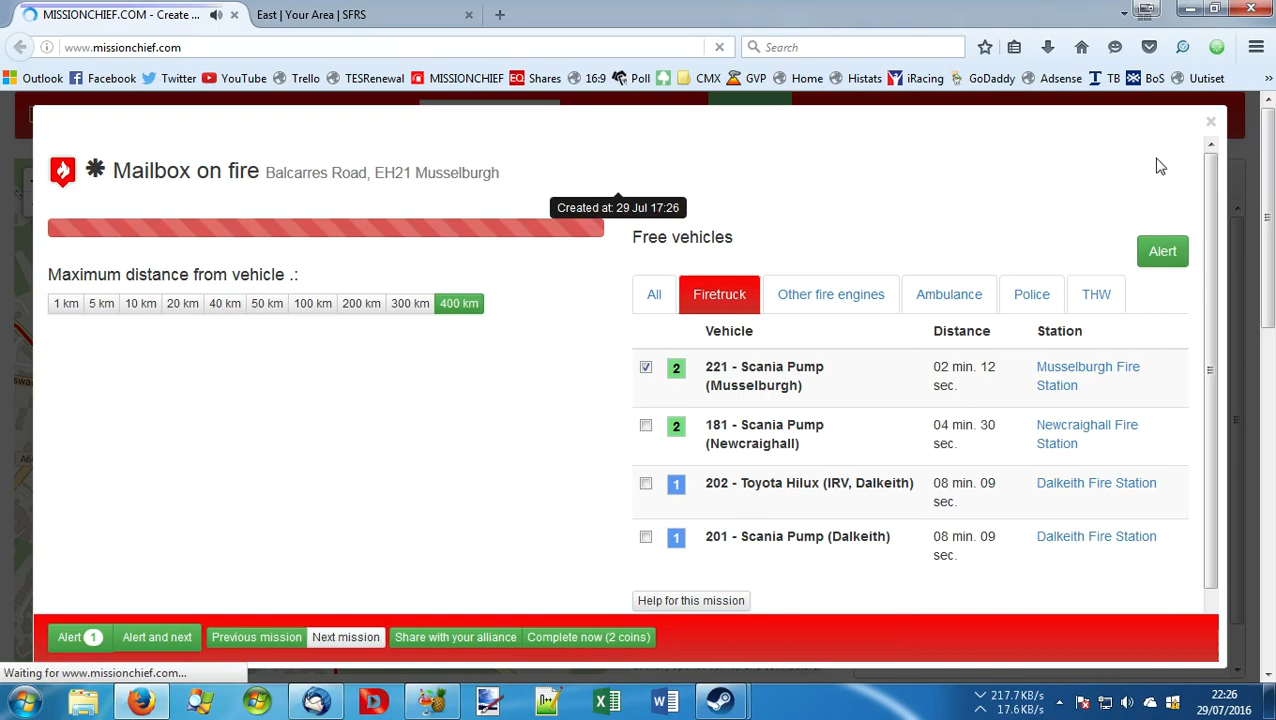 MISSIONCHIEF.COM - Create ...
East | Your Area | SFRS
www.missionchief.com
Search
Outlook Facebook Twitter YouTube Trello TESRenewal MISSIONCHIEF Shares 16:9 Poll CMX GVP Home Histats iRacing GoDaddy Adsense TB BoS Uutiset »
Mailbox on fire Balcarres Road, EH21 Musselburgh
Created at: 29 Jul 17:26
Free vehicles
Alert
Maximum distance from vehicle .:
1 km 5 km 10 km 20 km 40 km 50 km 100 km 200 km 300 km 400 km
All Firetruck Other fire engines Ambulance Police THW
Vehicle Distance Station
2 221 - Scania Pump (Musselburgh) 02 min. 12 sec. Musselburgh Fire Station
2 181 - Scania Pump (Newcraighall) 04 min. 30 sec. Newcraighall Fire Station
1 202 - Toyota Hilux (IRV, Dalkeith) 08 min. 09 sec. Dalkeith Fire Station
1 201 - Scania Pump (Dalkeith) 08 min. 09 sec. Dalkeith Fire Station
Help for this mission
Alert 1 Alert and next Previous mission Next mission Share with your alliance Complete now (2 coins)
Waiting for www.missionchief.com...
217.7KB/s
17.6KB/s
22:26
29/07/2016